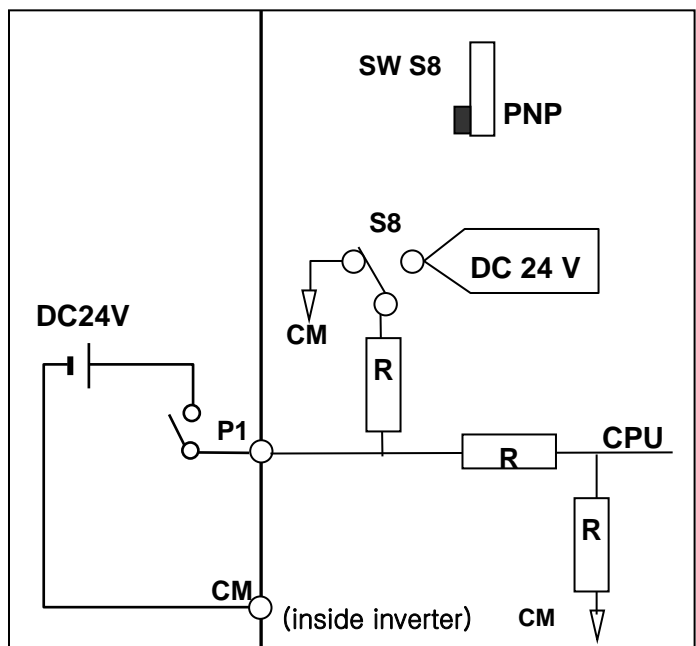 SW S8
PNP
S8
DC 24 V
DC24V
CM
R
P1
R
CPU
R
CM
(inside inverter)
CM